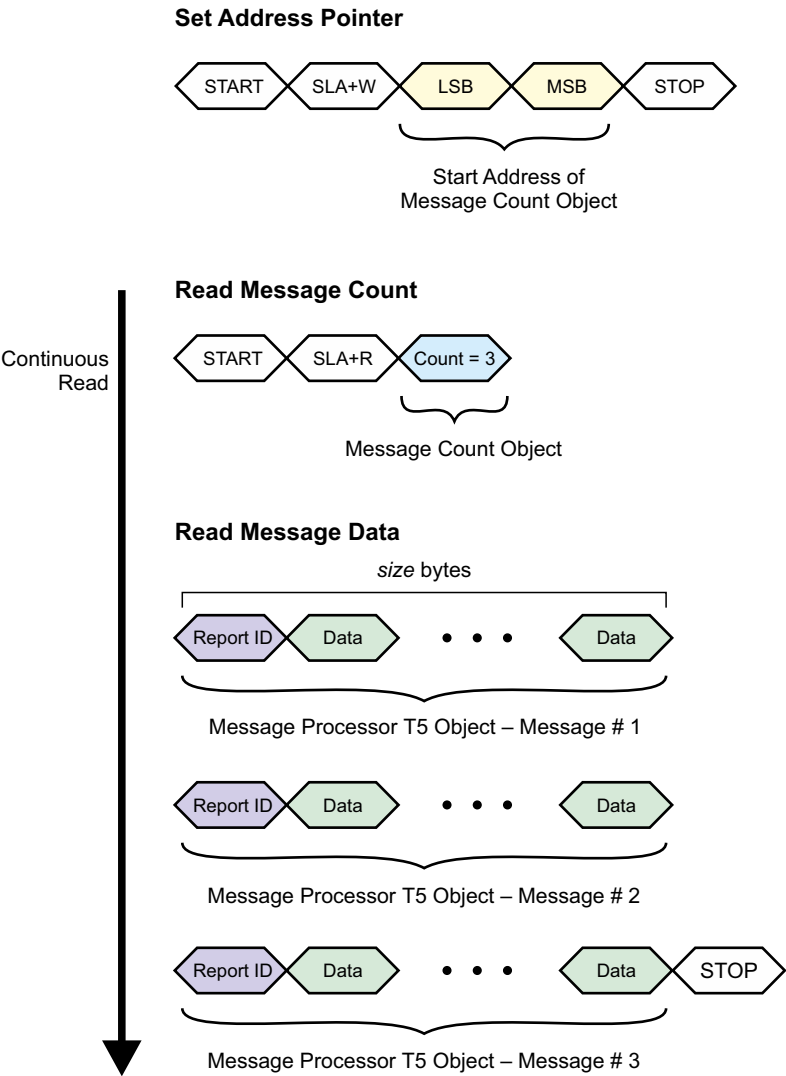 Set Address Pointer
START SLA+W LSB MSB STOP
Start Address of
Message Count Object
Read Message Count
Continuous
Read
START SLA+R Count = 3
Message Count Object
Read Message Data
size bytes
Report ID Data • • • Data
Message Processor T5 Object – Message # 1
Report ID Data • • • Data
Message Processor T5 Object – Message # 2
Report ID Data • • • Data STOP
Message Processor T5 Object – Message # 3